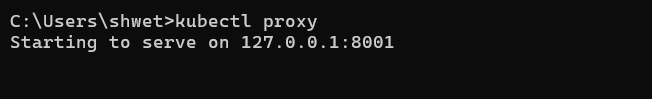 C:\Users\shwet>kubectl proxy
Starting to serve on 127.0.0.1:8001